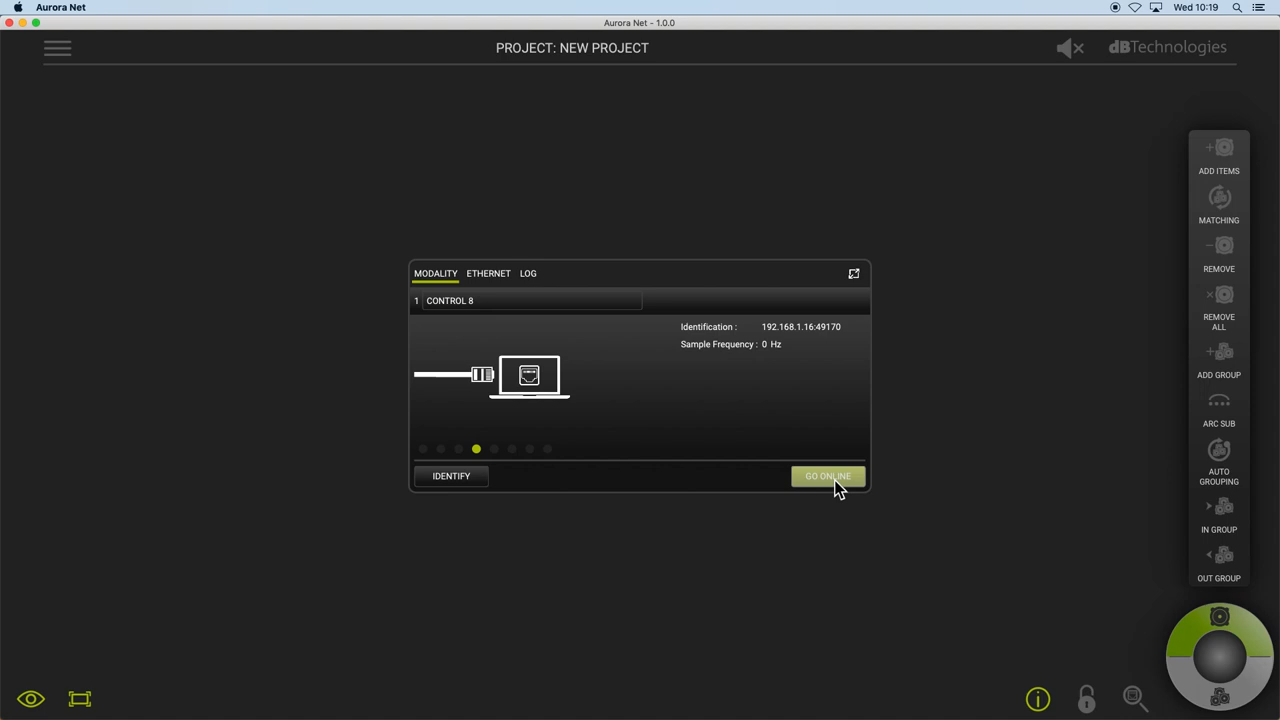 Aurora Net
Wed 10:19
Aurora Net - 1.0.0
PROJECT: NEW PROJECT
dBTechnologies
ADD ITEMS
MATCHING
REMOVE
REMOVE
ALL
ADD GROUP
ARC SUB
AUTO
GROUPING
IN GROUP
OUT GROUP
MODALITY ETHERNET LOG
1 CONTROL 8
Identification : 192.168.1.16:49170
Sample Frequency : 0 Hz
IDENTIFY
GO ONLINE